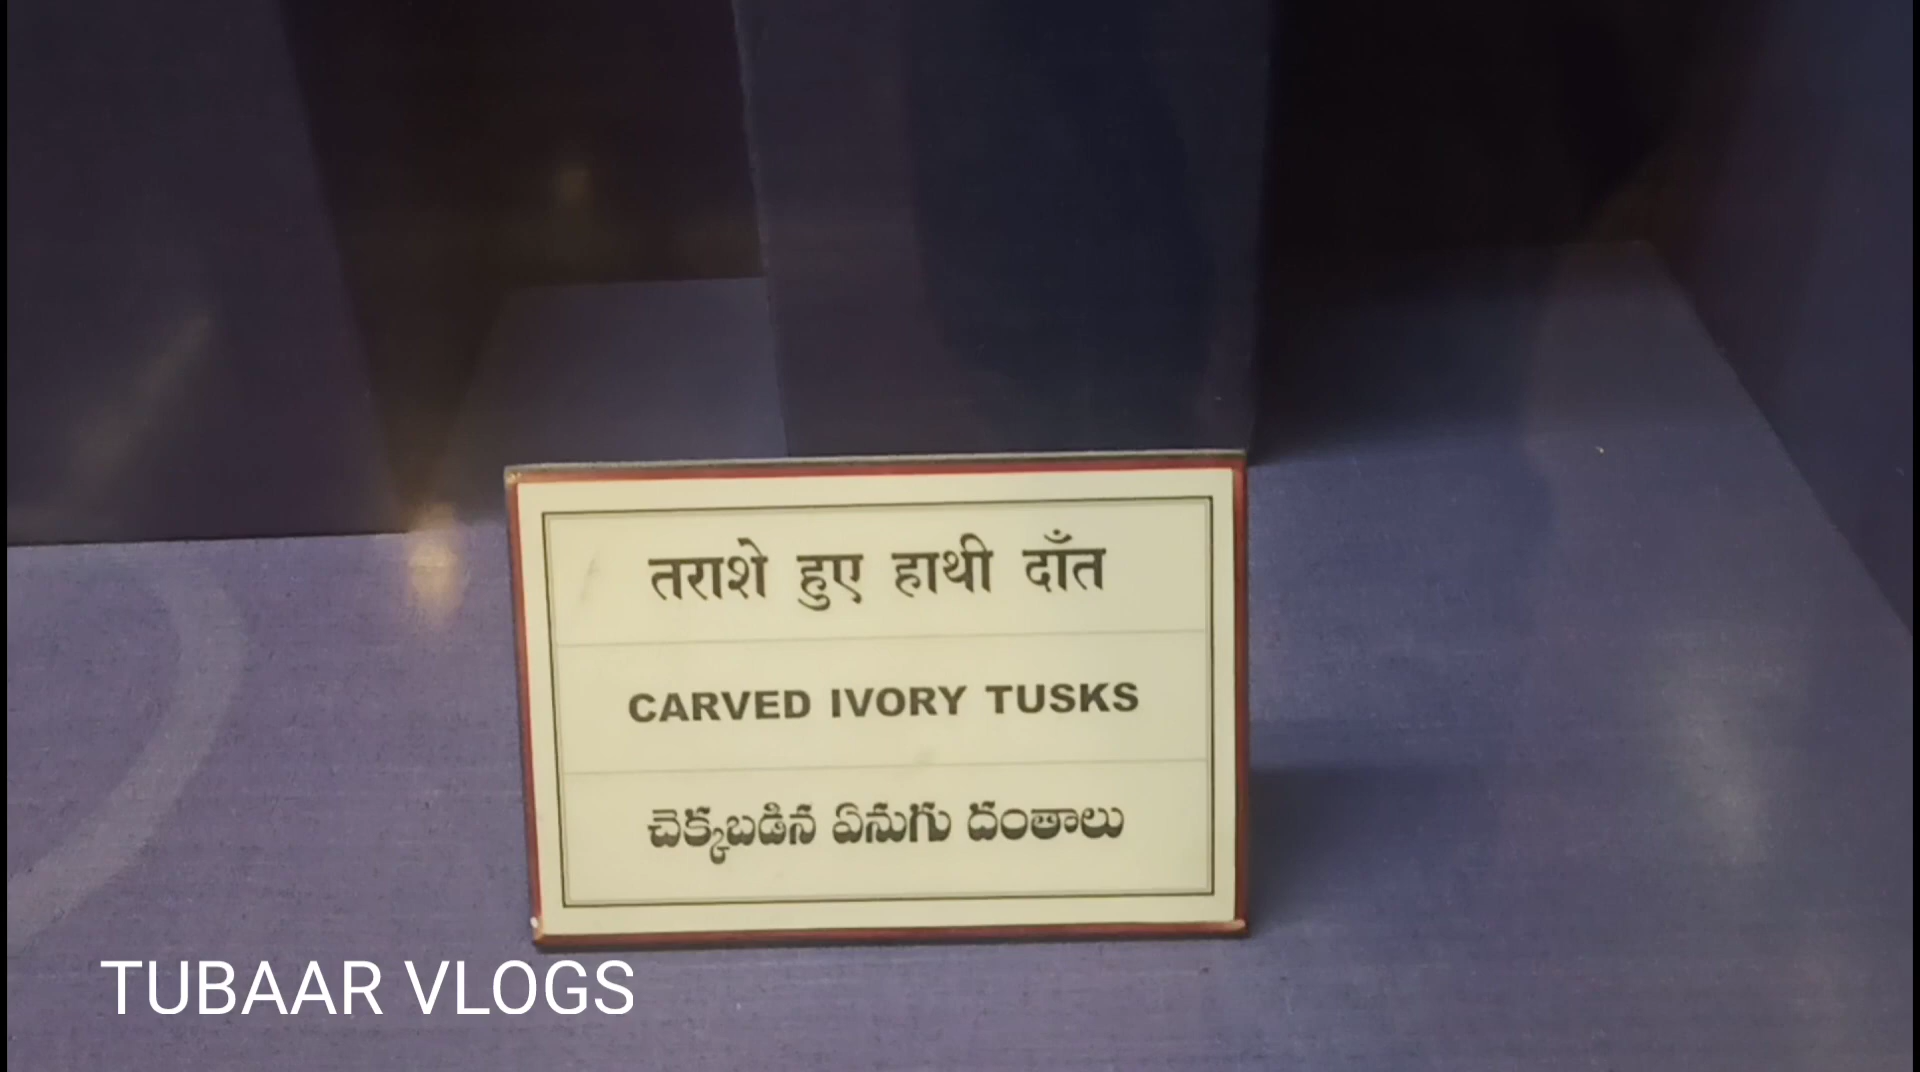 तराशे हुए हाथी दाँत
CARVED IVORY TUSKS
చెక్కబడిన ఏనుగు దంతాలు
TUBAAR VLOGS